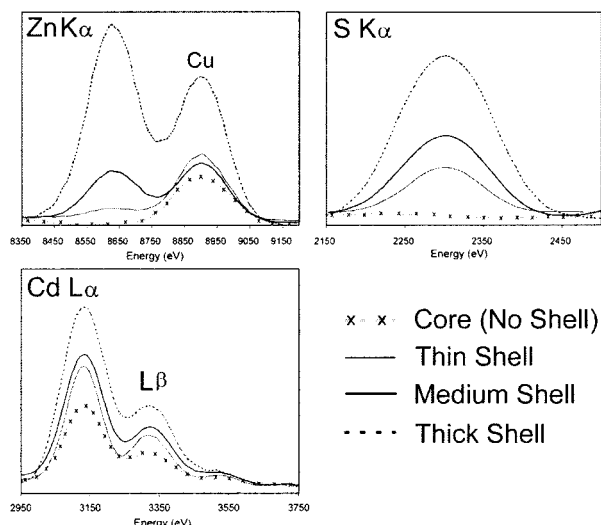 ZnKα
Cu
8350 8450 8550 8650 8750 8850 8950 9050 9150
Energy (eV)
S Kα
2150 2250 2350 2450
Energy (eV)
Cd Lα
Lβ
2950 3150 3350 3550 3750
Energy (eV)
Core (No Shell)
Thin Shell
Medium Shell
Thick Shell